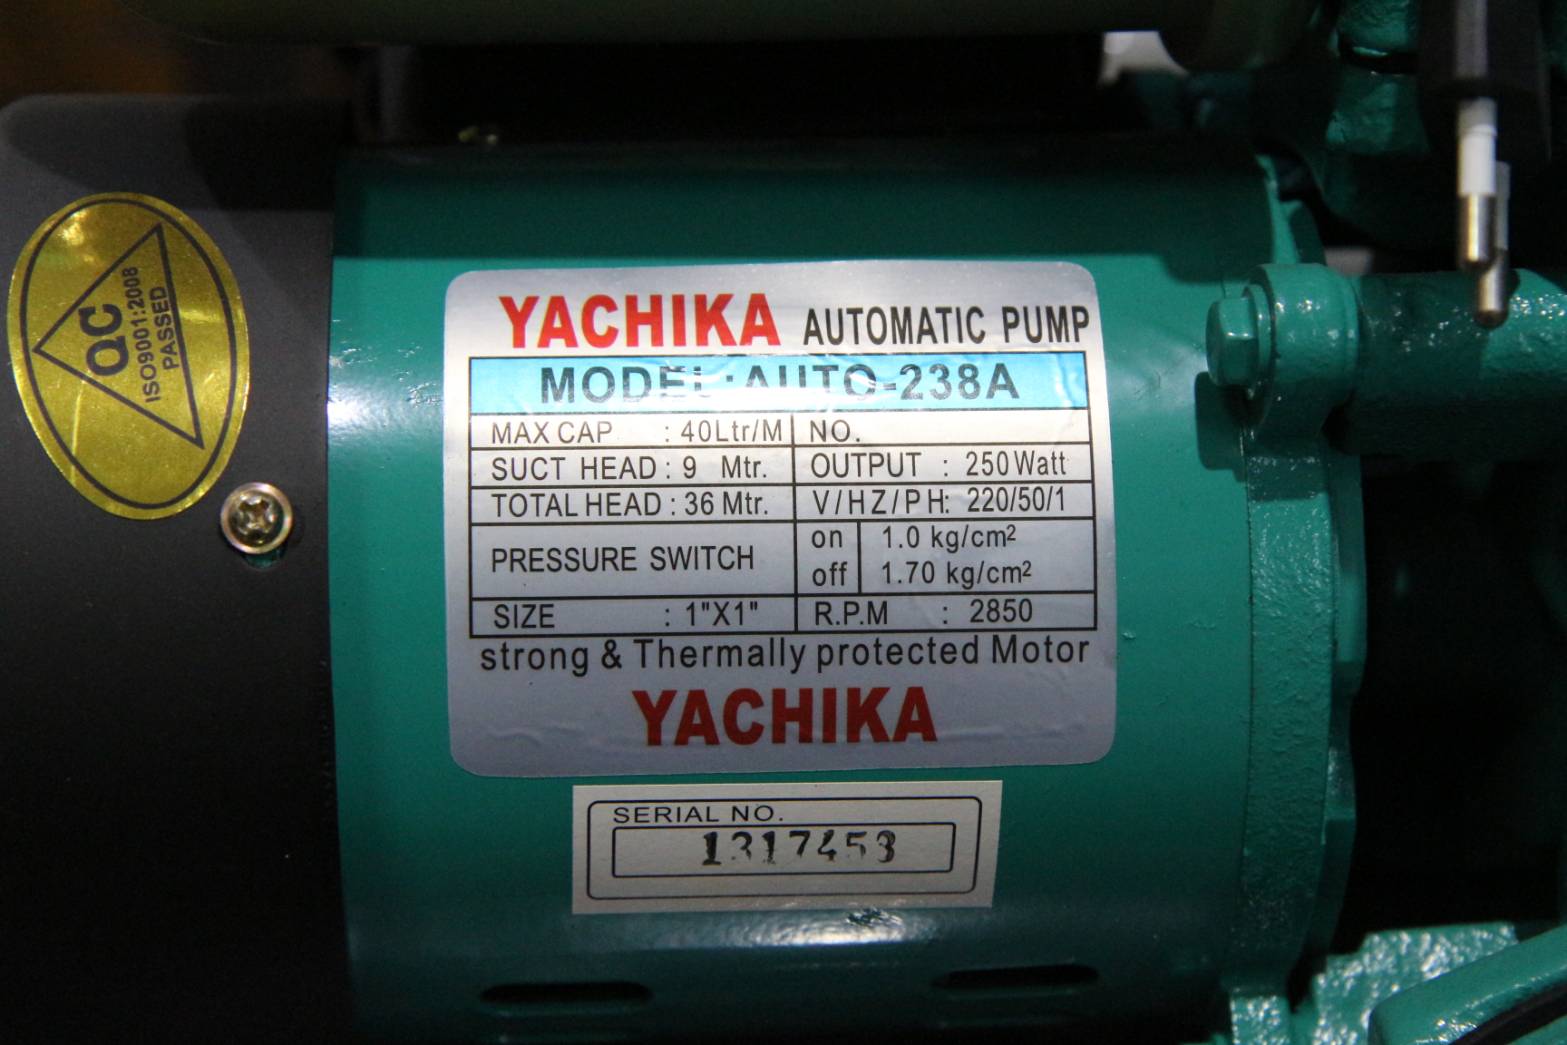 QC
ISO9001:2008
PASSED
YACHIKA AUTOMATIC PUMP
MODEL:AUTO-238A
MAX CAP : 40Ltr/M NO.
SUCT HEAD : 9 Mtr. OUTPUT : 250Watt
TOTAL HEAD : 36 Mtr. V/HZ/PH: 220/50/1
PRESSURE SWITCH on 1.0 kg/cm²
off 1.70 kg/cm²
SIZE : 1"X1" R.P.M : 2850
strong & Thermally protected Motor
YACHIKA
SERIAL NO.
1317453